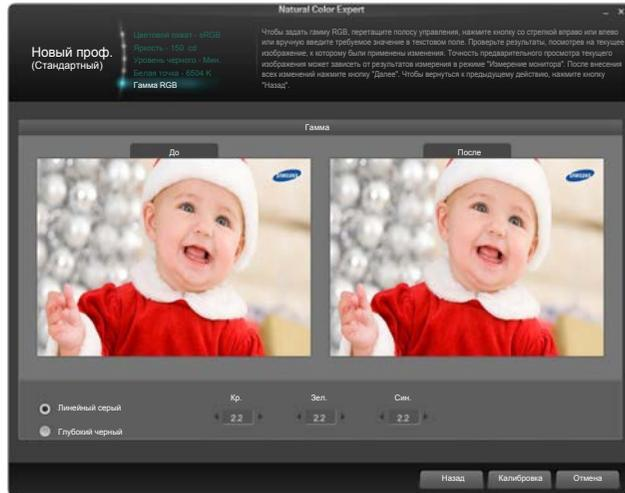 Natural Color Expert
Новый проф.
(Стандартный)
Цветовой охват - sRGB
Яркость - 150 cd
Уровень черного - Мин.
Белая точка - 6504 K
Гамма RGB
Чтобы задать гамму RGB, перетащите полосу управления, нажмите кнопку со стрелкой вправо или влево
или вручную введите требуемое значение в текстовом поле. Проверьте результаты, посмотрев на текущее
изображение, к которому были применены изменения. Точность предварительного просмотра текущего
изображения может зависеть от результатов измерения в режиме "Измерение монитора". После внесения
всех изменений нажмите кнопку "Далее". Чтобы вернуться к предыдущему действию, нажмите кнопку
"Назад".
Гамма
До
После
SAMSUNG
SAMSUNG
Кр.
Зел.
Син.
Линейный серый
2.2
2.2
2.2
Глубокий черный
Назад
Калибровка
Отмена